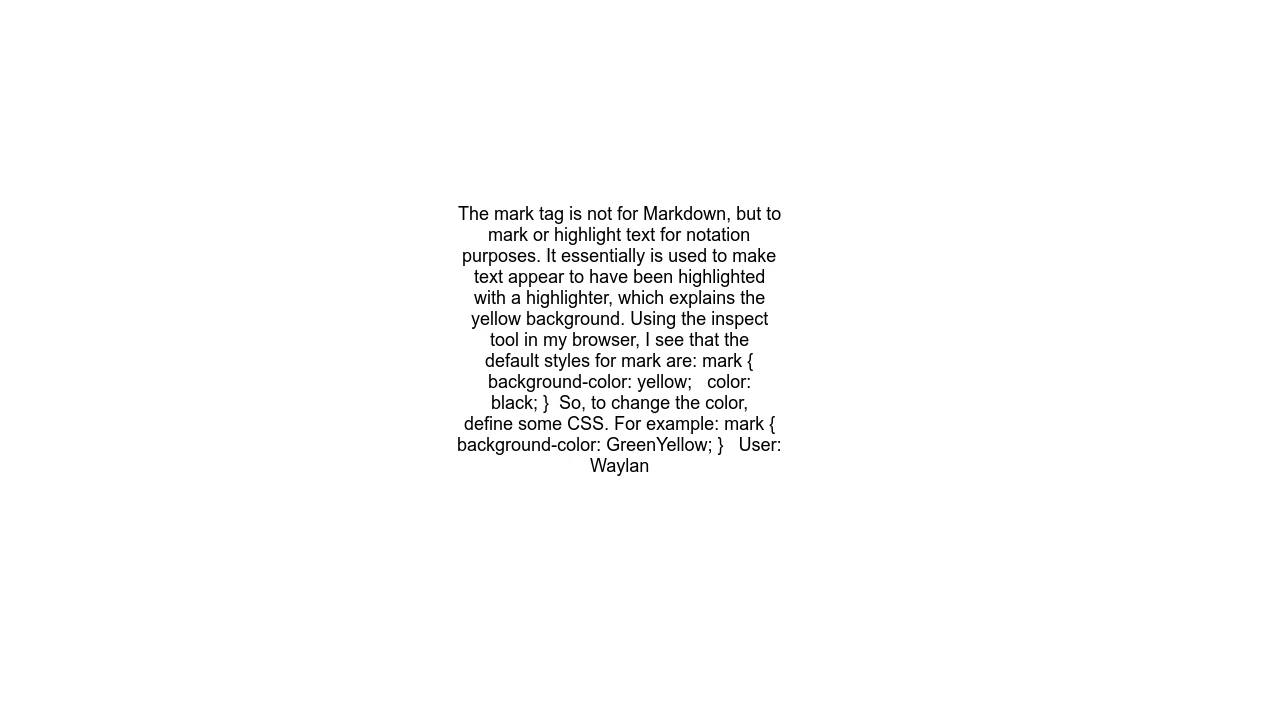 The mark tag is not for Markdown, but to
mark or highlight text for notation
purposes. It essentially is used to make
text appear to have been highlighted
with a highlighter, which explains the
yellow background. Using the inspect
tool in my browser, I see that the
default styles for mark are: mark {
background-color: yellow;   color:
black; }  So, to change the color,
define some CSS. For example: mark {
background-color: GreenYellow; }   User:
Waylan